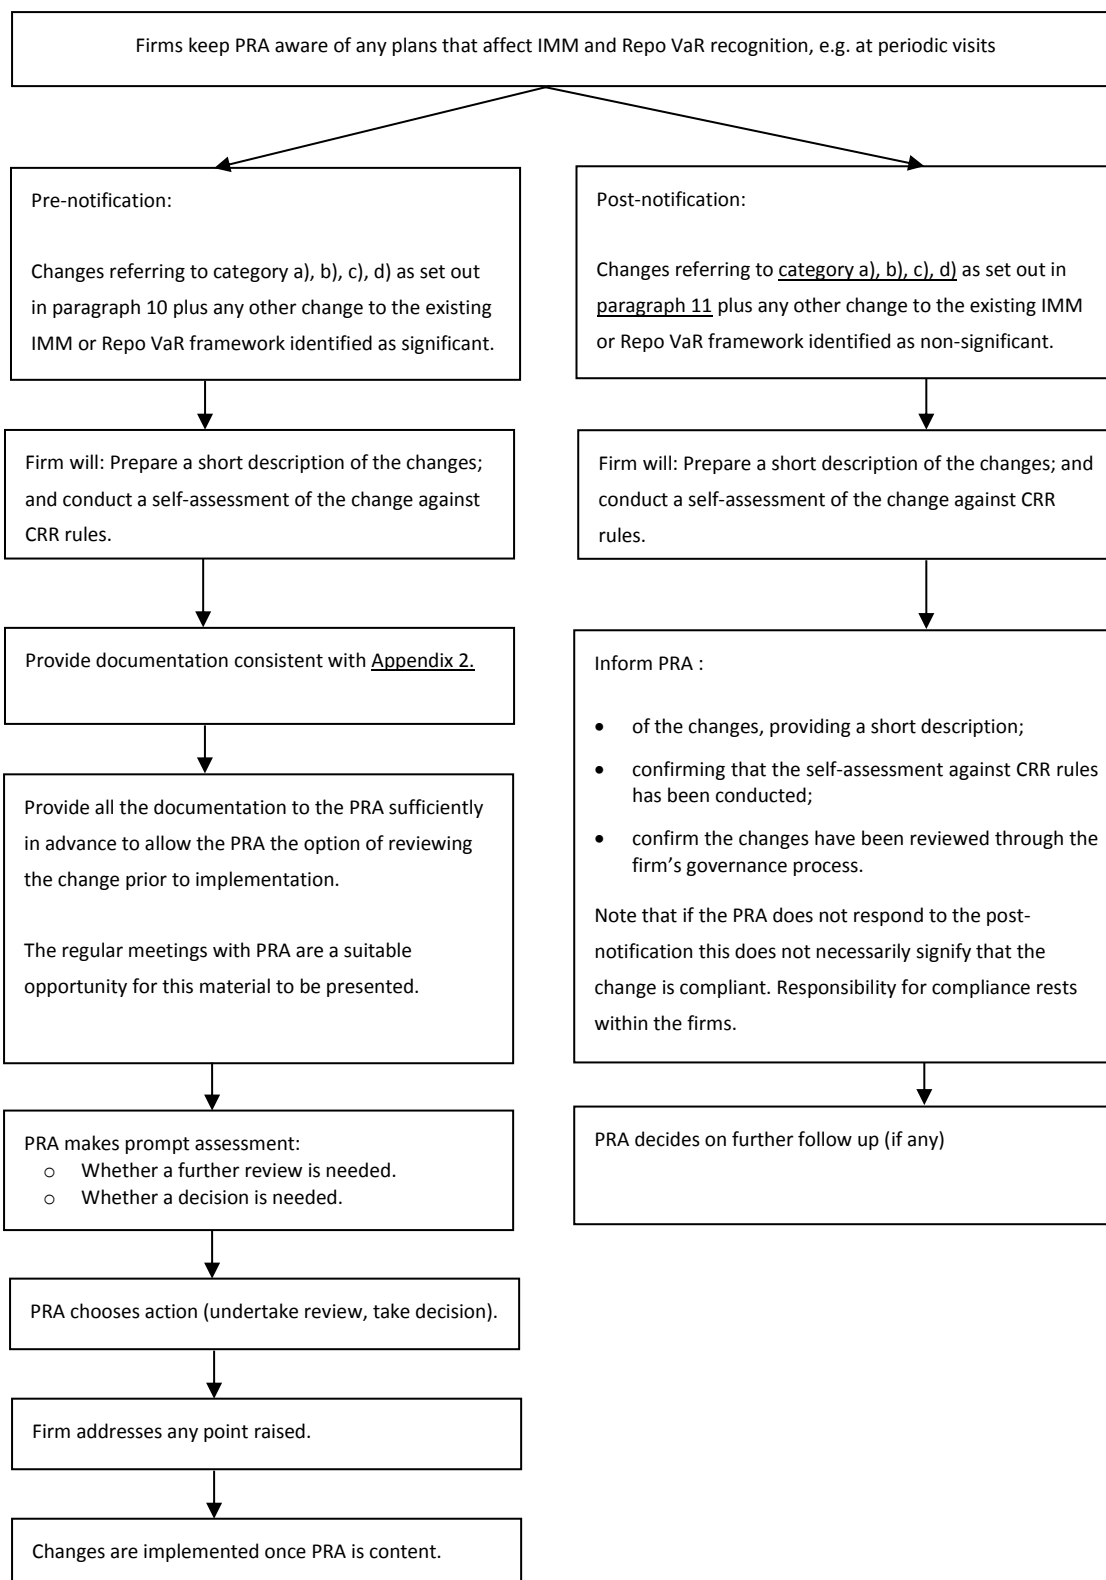 Firms keep PRA aware of any plans that affect IMM and Repo VaR recognition, e.g. at periodic visits
Pre-notification:
Changes referring to category a), b), c), d) as set out
in paragraph 10 plus any other change to the existing
IMM or Repo VaR framework identified as significant.
Firm will: Prepare a short description of the changes;
and conduct a self-assessment of the change against
CRR rules.
Provide documentation consistent with Appendix 2.
Provide all the documentation to the PRA sufficiently
in advance to allow the PRA the option of reviewing
the change prior to implementation.
The regular meetings with PRA are a suitable
opportunity for this material to be presented.
PRA makes prompt assessment:
o Whether a further review is needed.
o Whether a decision is needed.
PRA chooses action (undertake review, take decision).
Firm addresses any point raised.
Changes are implemented once PRA is content.
Post-notification:
Changes referring to category a), b), c), d) as set out in
paragraph 11 plus any other change to the existing IMM
or Repo VaR framework identified as non-significant.
Firm will: Prepare a short description of the changes; and
conduct a self-assessment of the change against CRR
rules.
Inform PRA :
• of the changes, providing a short description;
• confirming that the self-assessment against CRR rules
has been conducted;
• confirm the changes have been reviewed through the
firm's governance process.
Note that if the PRA does not respond to the post-
notification this does not necessarily signify that the
change is compliant. Responsibility for compliance rests
within the firms.
PRA decides on further follow up (if any)